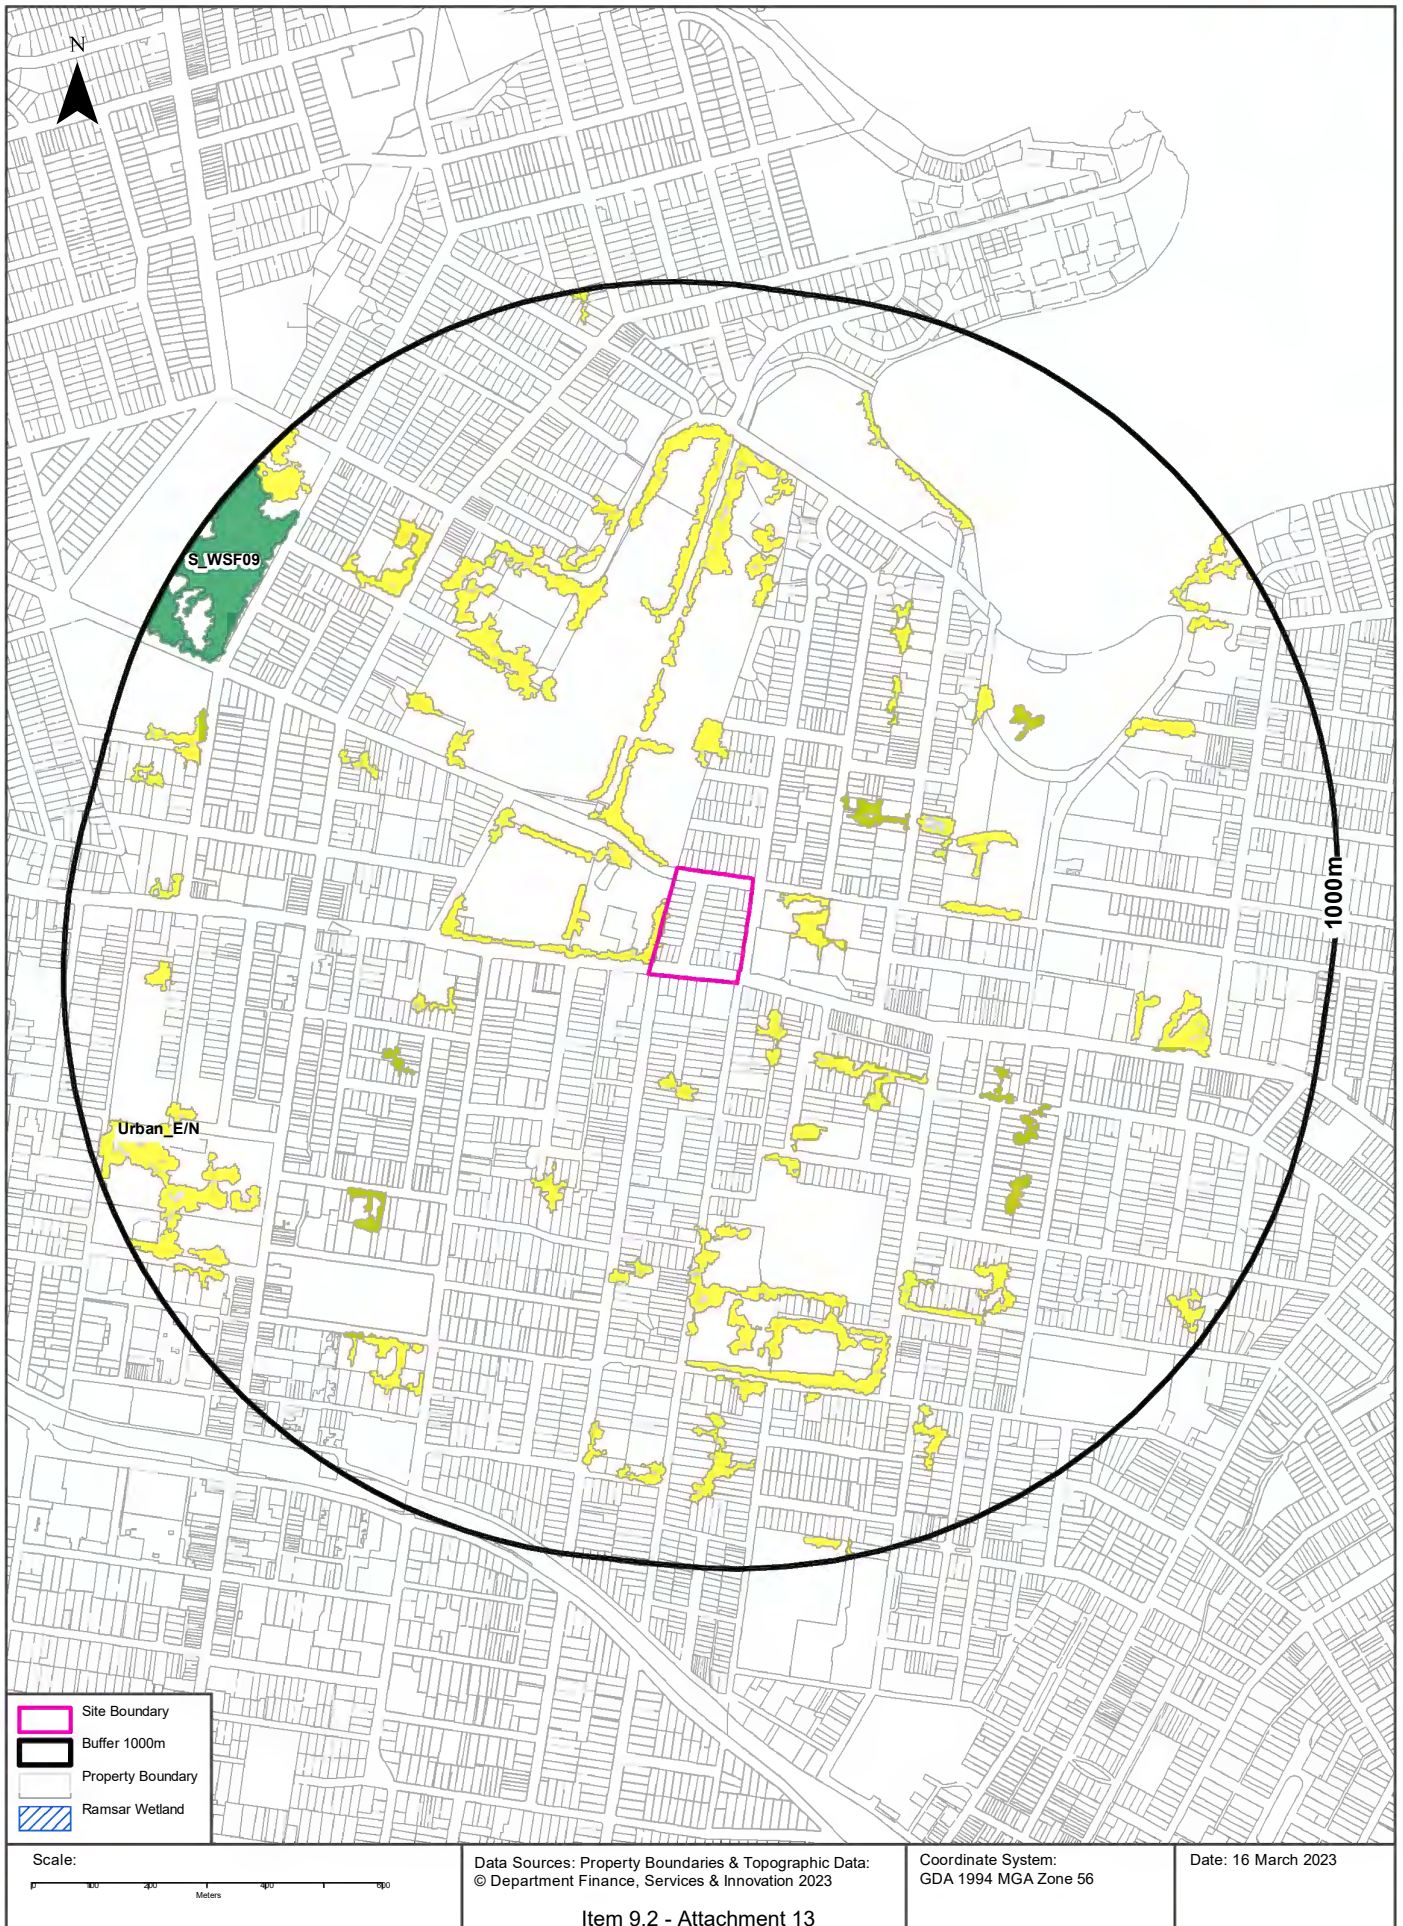 N
S_WSF09
1000m
Urban_E/N
Site Boundary
Buffer 1000m
Property Boundary
Ramsar Wetland
Scale:
0 100 200 400 600
Meters
Data Sources: Property Boundaries & Topographic Data:
© Department Finance, Services & Innovation 2023
Coordinate System:
GDA 1994 MGA Zone 56
Date: 16 March 2023
Item 9.2 - Attachment 13